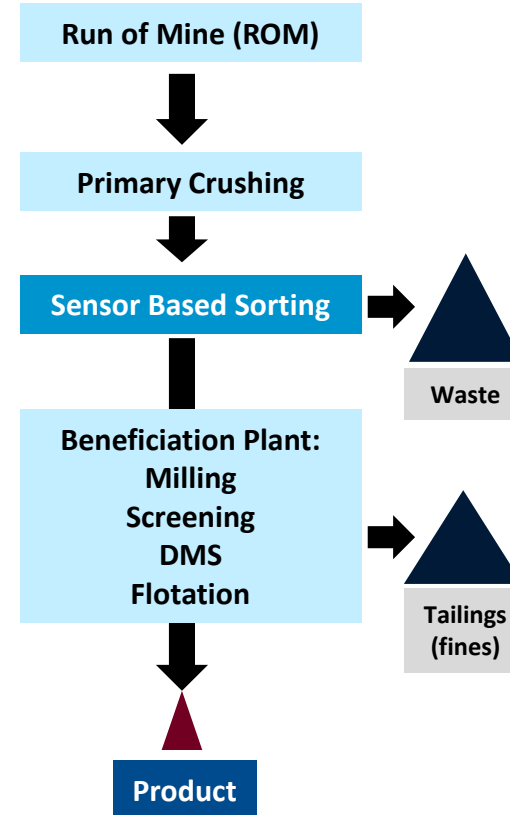 Run of Mine (ROM)
Primary Crushing
Sensor Based Sorting
Waste
Beneficiation Plant:
Milling
Screening
DMS
Flotation
Tailings
(fines)
Product